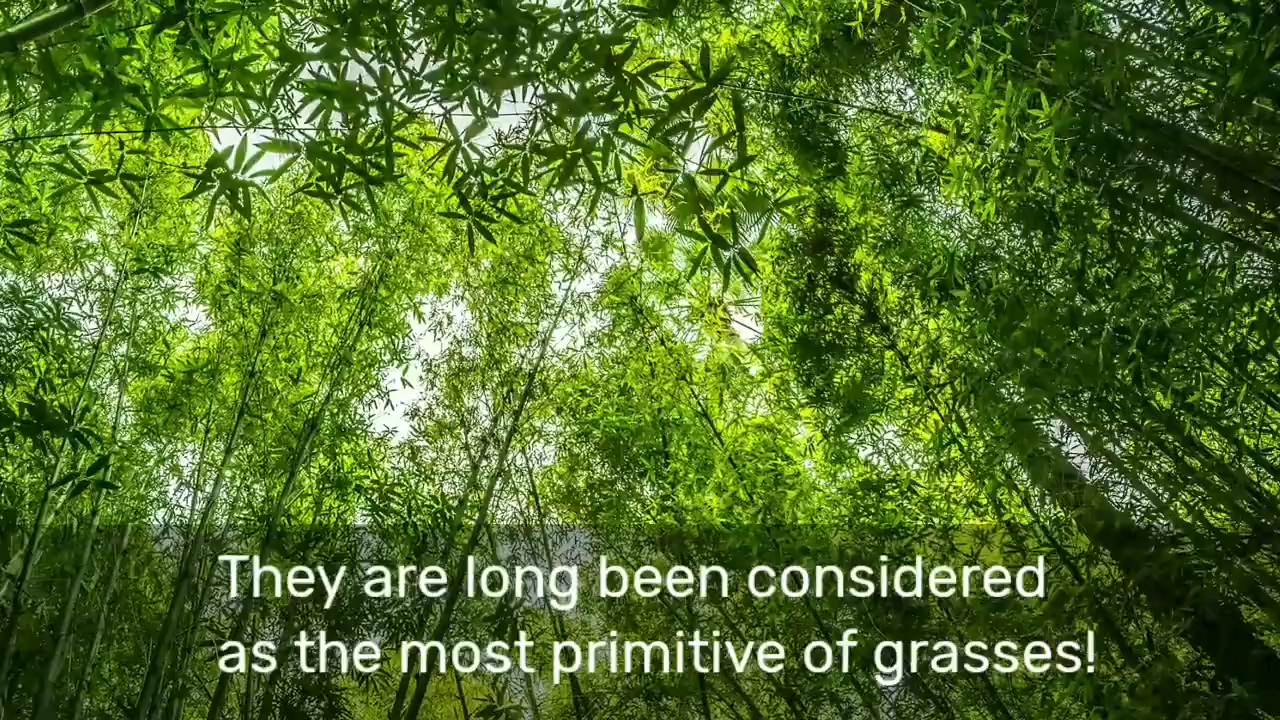 They are long been considered
as the most primitive of grasses!